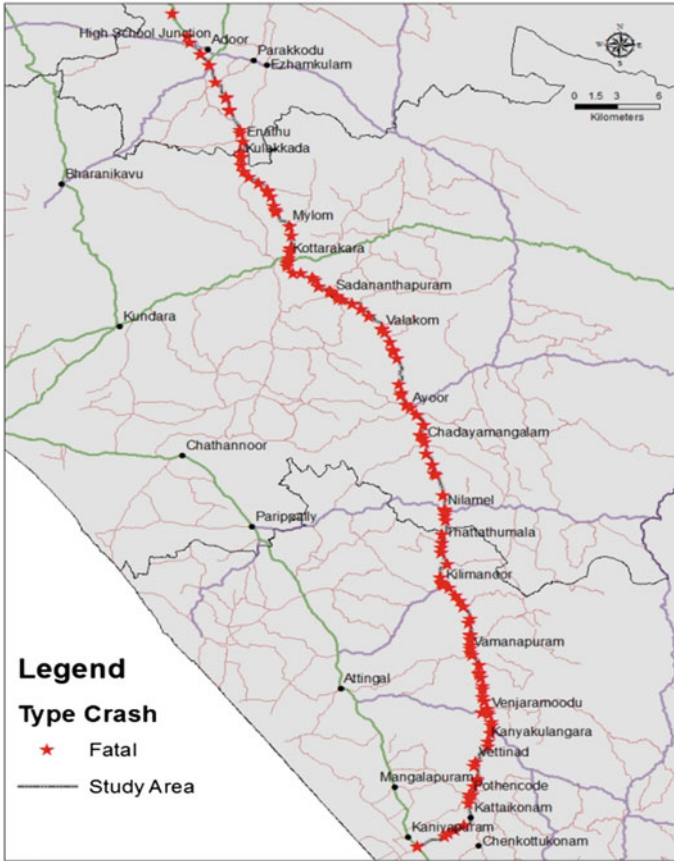 N
W E
S
High School Junction
Adoor
Parakkodu
Ezhamkulam
0 1.5 3 6
Kilometers
Enathu
Kulakkada
Bharanikavu
Mylom
Kottarakara
Sadananthapuram
Kundara
Valakom
Ayoor
Chadayamangalam
Chathannoor
Nilamel
Parippally
Thattathumala
Kilimanoor
Vamanapuram
Legend
Attingal
Venjaramoodu
Type Crash
Kanyakulangara
Fatal
Vettinad
Mangalapuram
Pothencode
Study Area
Kattaikonam
Kaniyapuram
Chenkottukonam